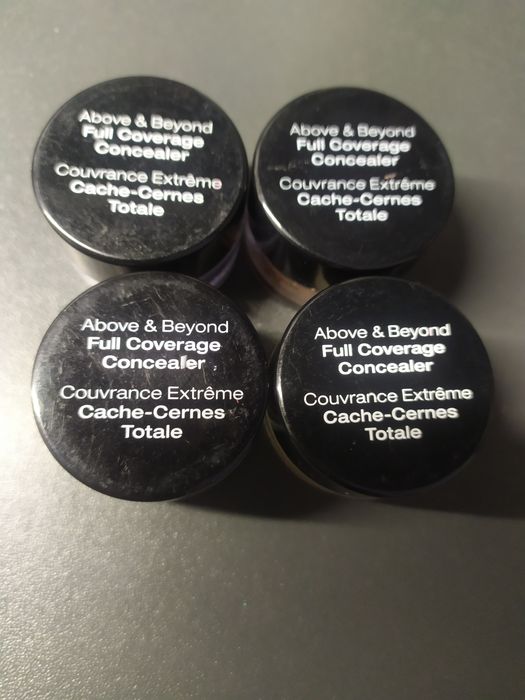 Above & Beyond
Full Coverage
Concealer
Couvrance Extrême
Cache-Cernes
Totale
Above & Beyond
Full Coverage
Concealer
Couvrance Extrême
Cache-Cernes
Totale
Above & Beyond
Full Coverage
Concealer
Couvrance Extrême
Cache-Cernes
Totale
Above & Beyond
Full Coverage
Concealer
Couvrance Extrême
Cache-Cernes
Totale